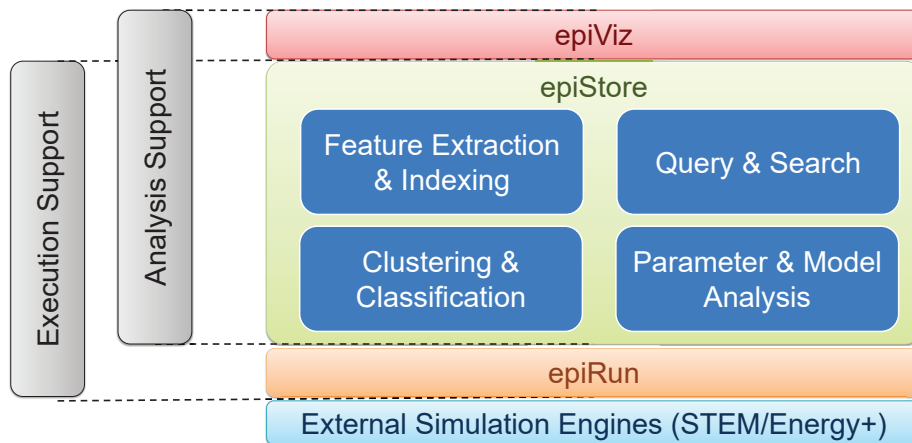 Execution Support
Analysis Support
epiViz
epiStore
Feature Extraction
& Indexing
Query & Search
Clustering &
Classification
Parameter & Model
Analysis
epiRun
External Simulation Engines (STEM/Energy+)